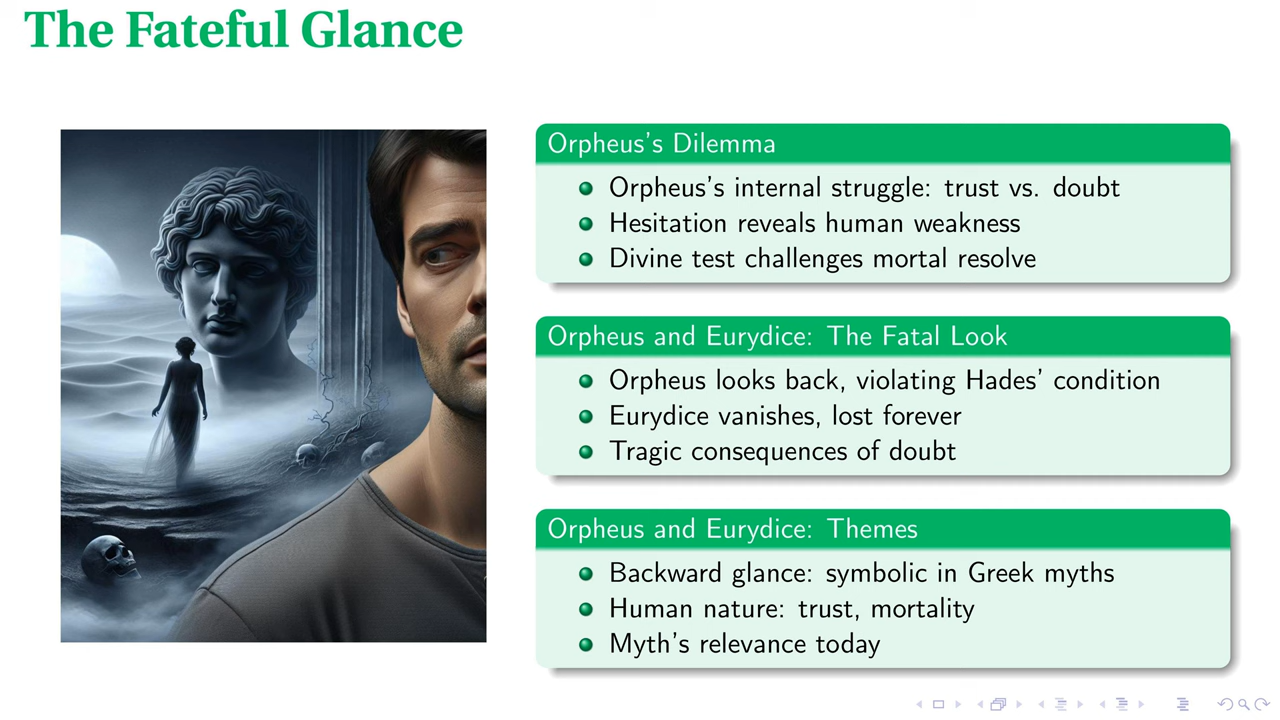 The Fateful Glance
Orpheus's Dilemma
Orpheus's internal struggle: trust vs. doubt
Hesitation reveals human weakness
Divine test challenges mortal resolve
Orpheus and Eurydice: The Fatal Look
Orpheus looks back, violating Hades' condition
Eurydice vanishes, lost forever
Tragic consequences of doubt
Orpheus and Eurydice: Themes
Backward glance: symbolic in Greek myths
Human nature: trust, mortality
Myth's relevance today